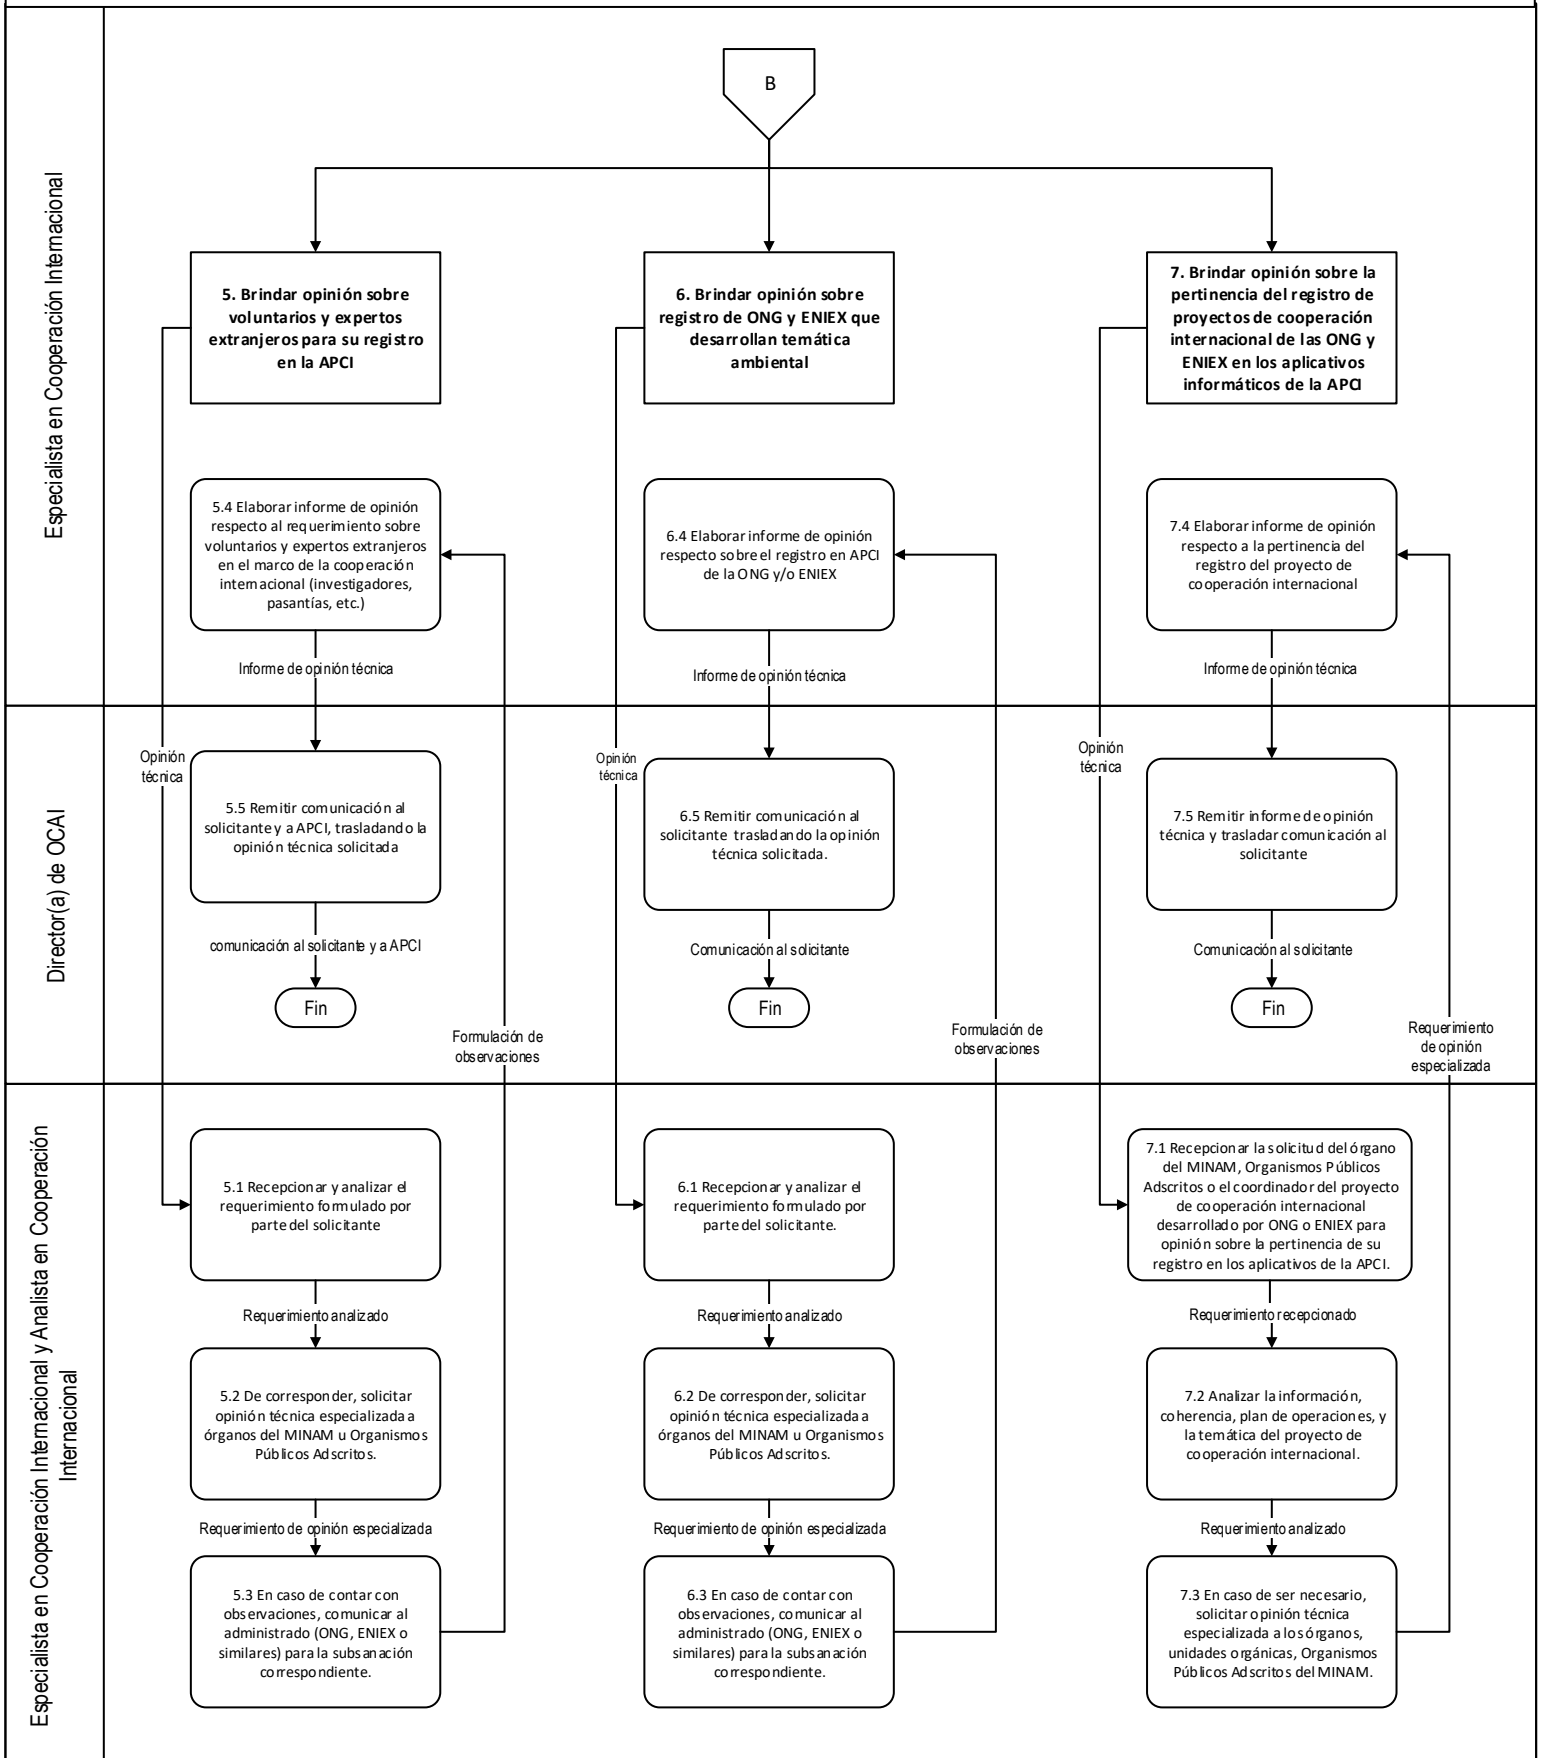 B
Especialista en Cooperación Internacional
5. Brindar opinión sobre
voluntarios y expertos
extranjeros para su registro
en la APCI
6. Brindar opinión sobre
registro de ONG y ENIEX que
desarrollan temática
ambiental
7. Brindar opinión sobre la
pertinencia del registro de
proyectos de cooperación
internacional de las ONG y
ENIEX en los aplicativos
informáticos de la APCI
5.4 Elaborar informe de opinión
respecto al requerimiento sobre
voluntarios y expertos extranjeros
en el marco de la cooperación
internacional (investigadores,
pasantías, etc.)
6.4 Elaborar informe de opinión
respecto sobre el registro en APCI
de la ONG y/o ENIEX
7.4 Elaborar informe de opinión
respecto a la pertinencia del
registro del proyecto de
cooperación internacional
Informe de opinión técnica
Informe de opinión técnica
Informe de opinión técnica
Director(a) de OCAI
Opinión
técnica
5.5 Remitir comunicación al
solicitante y a APCI, trasladando la
opinión técnica solicitada
Opinión
técnica
6.5 Remitir comunicación al
solicitante trasladando la opinión
técnica solicitada.
Opinión
técnica
7.5 Remitir informe de opinión
técnica y trasladar comunicación al
solicitante
comunicación al solicitante y a APCI
Comunicación al solicitante
Comunicación al solicitante
Fin
Fin
Fin
Formulación de
observaciones
Formulación de
observaciones
Requerimiento
de opinión
especializada
Especialista en Cooperación Internacional y Analista en Cooperación
Internacional
5.1 Recepcionar y analizar el
requerimiento formulado por
parte del solicitante
6.1 Recepcionar y analizar el
requerimiento formulado por
parte del solicitante.
7.1 Recepcionar la solicitud del órgano
del MINAM, Organismos Públicos
Adscritos o el coordinador del proyecto
de cooperación internacional
desarrollado por ONG o ENIEX para
opinión sobre la pertinencia de su
registro en los aplicativos de la APCI.
Requerimiento analizado
Requerimiento analizado
Requerimiento recepcionado
5.2 De corresponder, solicitar
opinión técnica especializada a
órganos del MINAM u Organismos
Públicos Adscritos.
6.2 De corresponder, solicitar
opinión técnica especializada a
órganos del MINAM u Organismos
Públicos Adscritos.
7.2 Analizar la información,
coherencia, plan de operaciones, y
la temática del proyecto de
cooperación internacional.
Requerimiento de opinión especializada
Requerimiento de opinión especializada
Requerimiento analizado
5.3 En caso de contar con
observaciones, comunicar al
administrado (ONG, ENIEX o
similares) para la subsanación
correspondiente.
6.3 En caso de contar con
observaciones, comunicar al
administrado (ONG, ENIEX o
similares) para la subsanación
correspondiente.
7.3 En caso de ser necesario,
solicitar opinión técnica
especializada a los órganos,
unidades orgánicas, Organismos
Públicos Adscritos del MINAM.